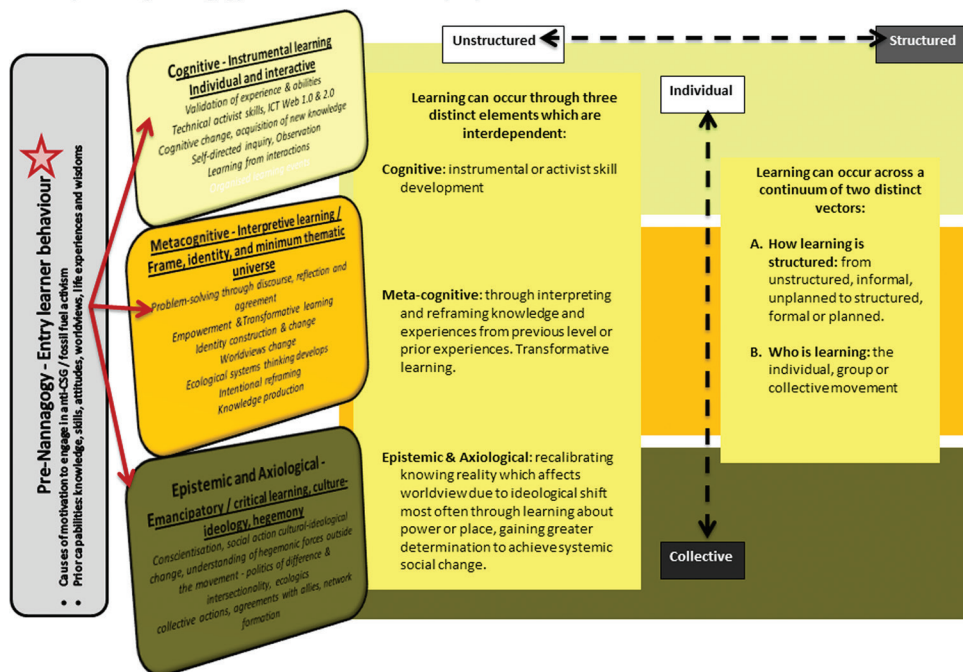 Pre-Nannagogy - Entry learner behaviour
• Causes of motivation to engage in anti-CSG / fossil fuel activism
• Prior capabilities: knowledge, skills, attitudes, worldviews, life experiences and wisdoms
Cognitive - Instrumental learning
Individual and interactive
Validation of experience & abilities
Technical activist skills, ICT Web 1.0 & 2.0
Cognitive change, acquisition of new knowledge
Self-directed inquiry, Observation
Learning from interactions
Organised learning events
Metacognitive - Interpretive learning /
Frame, identity, and minimum thematic
universe
Problem-solving through discourse, reflection and
agreement
Empowerment &Transformative learning
Identity construction & change
Worldviews change
Ecological systems thinking develops
Intentional reframing
Knowledge production
Epistemic and Axiological -
Emancipatory / critical learning, culture-
ideology, hegemony
Conscientisation, social action cultural-ideological
change, understanding of hegemonic forces outside
the movement - politics of difference &
intersectionality, ecologics
collective actions, agreements with allies, network
formation
Unstructured
Structured
Learning can occur through three
distinct elements which are
interdependent:
Cognitive: instrumental or activist skill
development
Meta-cognitive: through interpreting
and reframing knowledge and
experiences from previous level or
prior experiences. Transformative
learning.
Epistemic & Axiological: recalibrating
knowing reality which affects
worldview due to ideological shift
most often through learning about
power or place, gaining greater
determination to achieve systemic
social change.
Individual
Collective
Learning can occur across a
continuum of two distinct
vectors:
A. How learning is
structured: from
unstructured, informal,
unplanned to structured,
formal or planned.
B. Who is learning: the
individual, group or
collective movement